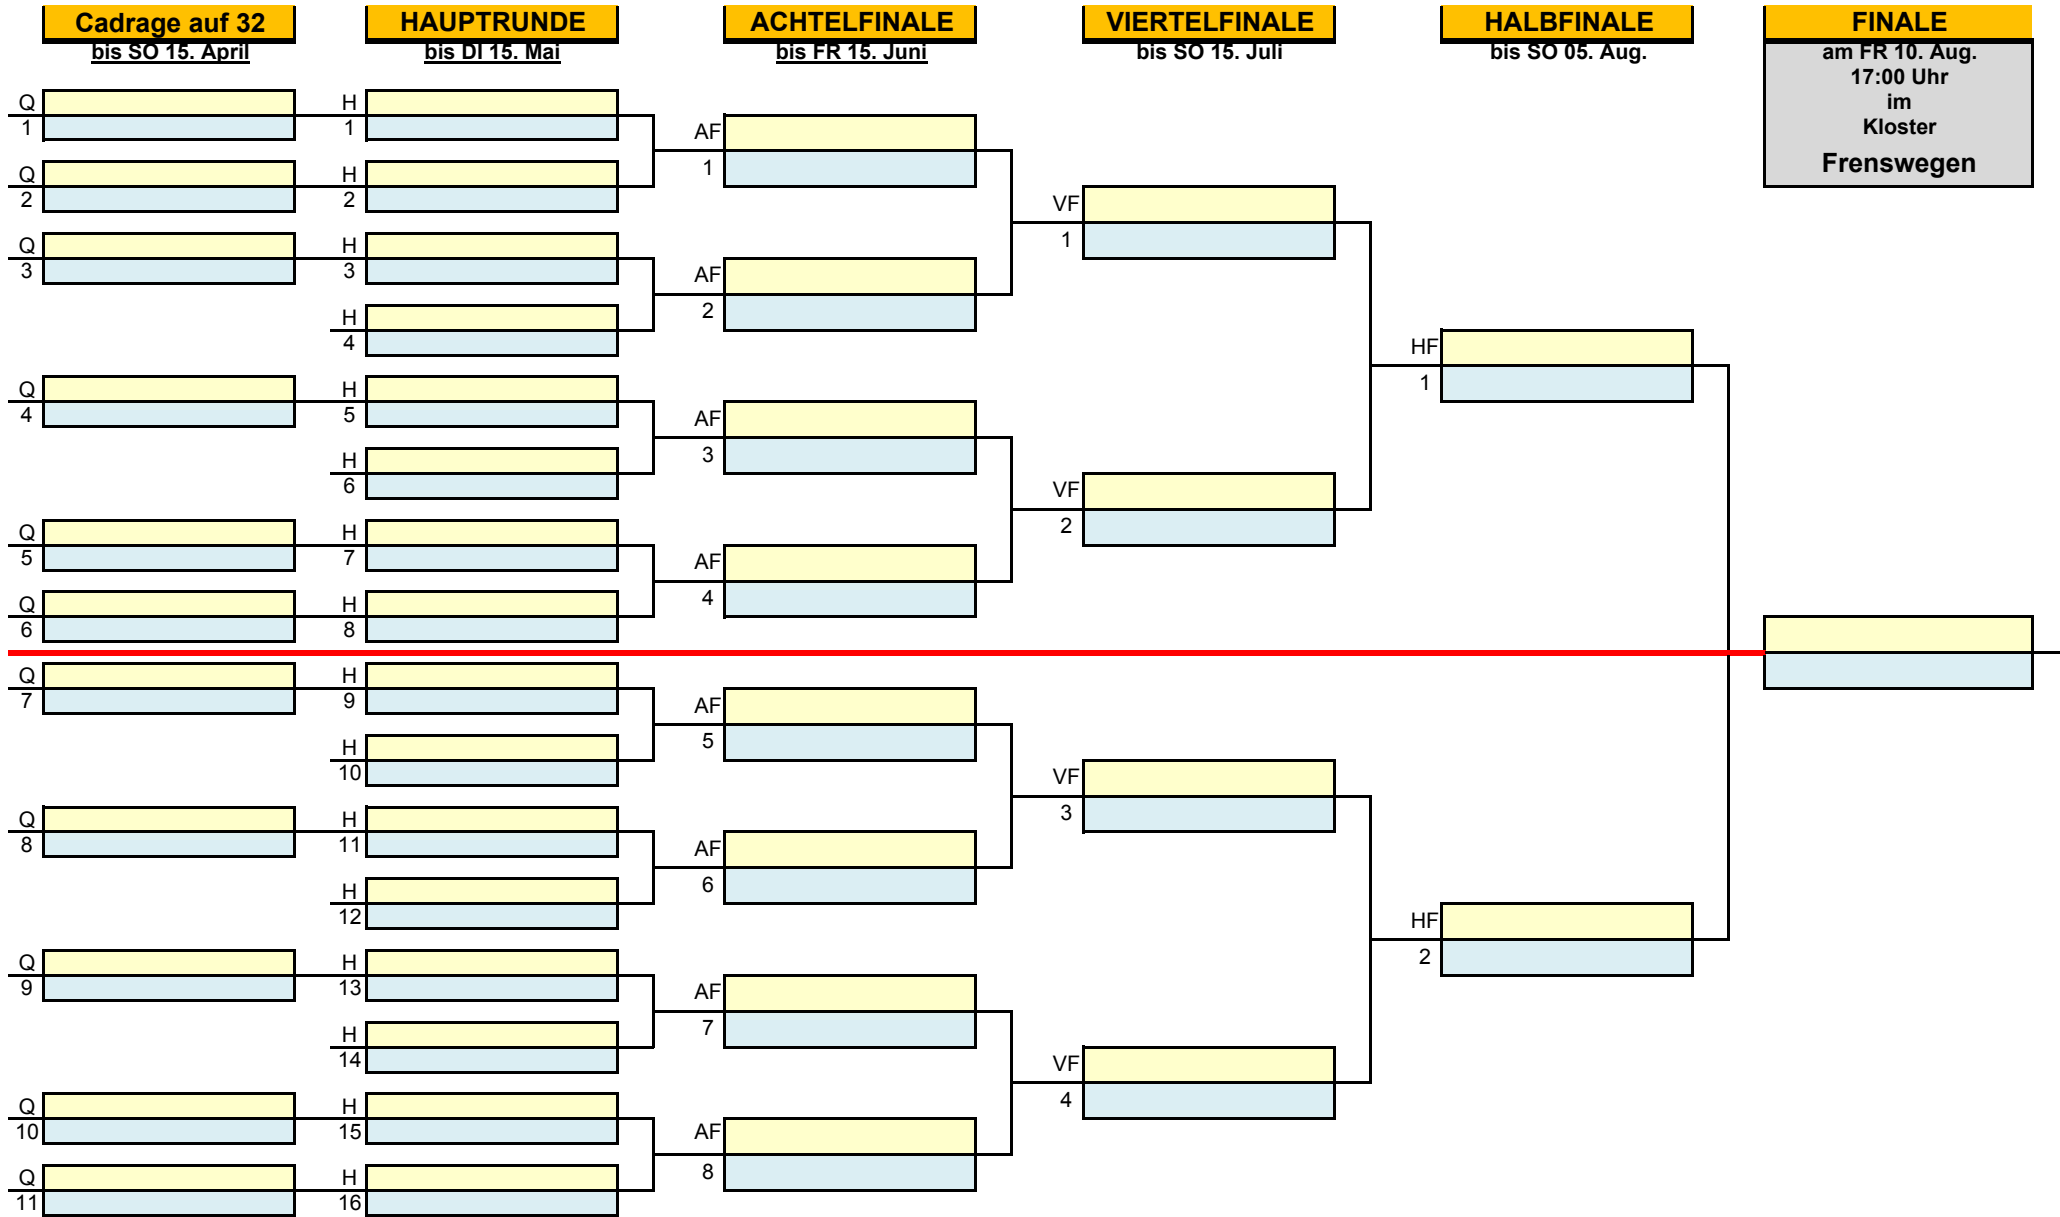 Cadrage auf 32
bis SO 15. April
HAUPTRUNDE
bis DI 15. Mai
ACHTELFINALE
bis FR 15. Juni
VIERTELFINALE
bis SO 15. Juli
HALBFINALE
bis SO 05. Aug.
FINALE
am FR 10. Aug.
17:00 Uhr
im
Kloster
Frenswegen
Q
1
Q
2
Q
3
Q
4
Q
5
Q
6
Q
7
Q
8
Q
9
Q
10
Q
11
H
1
H
2
H
3
H
4
H
5
H
6
H
7
H
8
H
9
H
10
H
11
H
12
H
13
H
14
H
15
H
16
AF
1
AF
2
AF
3
AF
4
AF
5
AF
6
AF
7
AF
8
VF
1
VF
2
VF
3
VF
4
HF
1
HF
2